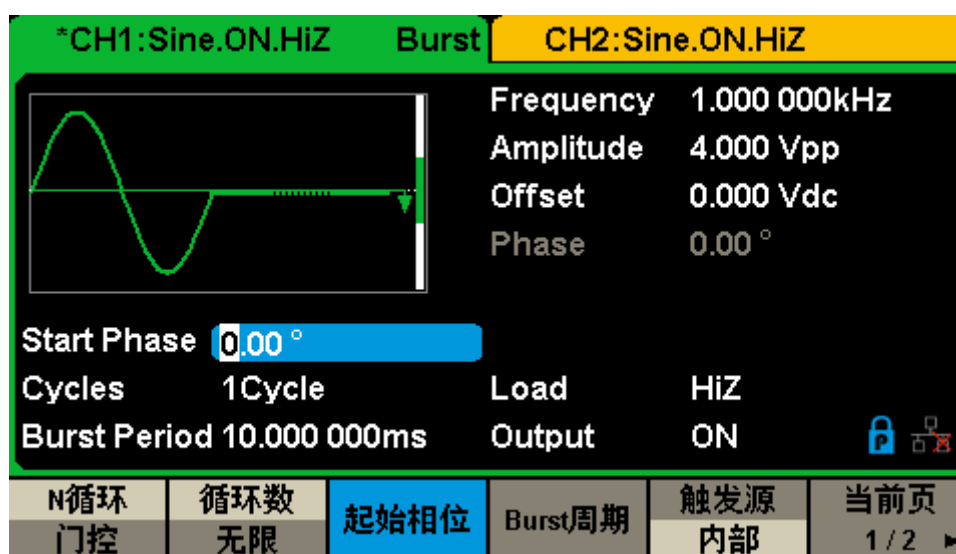 *CH1:Sine.ON.HiZ Burst CH2:Sine.ON.HiZ
Frequency 1.000 000kHz
Amplitude 4.000 Vpp
Offset 0.000 Vdc
Phase 0.00 °
Start Phase 0.00 °
Cycles 1Cycle Load HiZ
Burst Period 10.000 000ms Output ON P
N循环 循环数 起始相位 Burst周期 触发源 当前页
门控 无限 内部 1/2